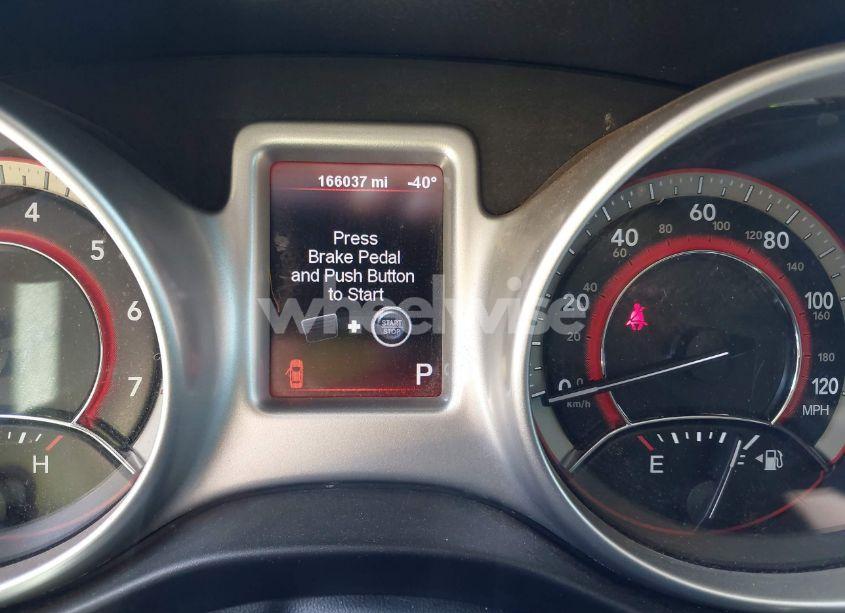 166037 mi -40°
Press
Brake Pedal
and Push Button
to Start
START
STOP
P
wheelwise
4
5
6
7
H
0
20
40
60
80
100
120
MPH
0
20
40
60
80
100
120
140
160
180
km/h
E
F